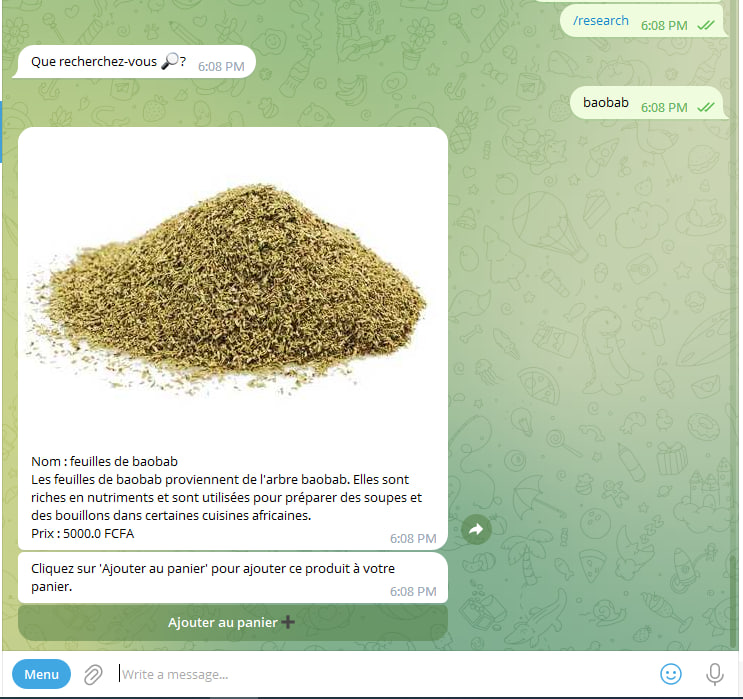 /research 6:08 PM
Que recherchez-vous 🔎? 6:08 PM
baobab 6:08 PM
Nom : feuilles de baobab
Les feuilles de baobab proviennent de l'arbre baobab. Elles sont
riches en nutriments et sont utilisées pour préparer des soupes et
des bouillons dans certaines cuisines africaines.
Prix : 5000.0 FCFA
6:08 PM
Cliquez sur 'Ajouter au panier' pour ajouter ce produit à votre
panier.
6:08 PM
Ajouter au panier ➕
Menu
Write a message...